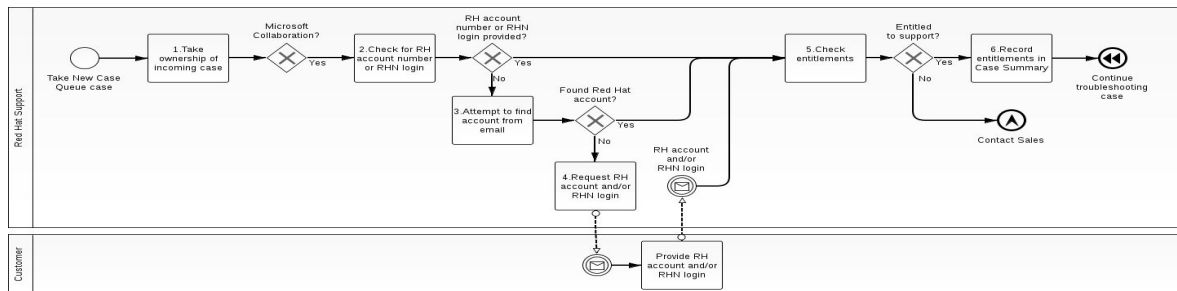 Red Hat Support
Take New Case
Queue case
1.Take
ownership of
incoming case
Microsoft
Collaboration?
Yes
2.Check for RH
account number
or RHN login
RH account
number or RHN
login provided?
Yes
No
3.Attempt to find
account from
email
Found Red Hat
account?
Yes
No
4.Request RH
account and/or
RHN login
RH account
and/or
RHN login
5.Check
entitlements
Entitled
to support?
Yes
No
6.Record
entitlements in
Case Summary
Continue
troubleshooting
case
Contact Sales
Customer
Provide RH
account and/or
RHN login